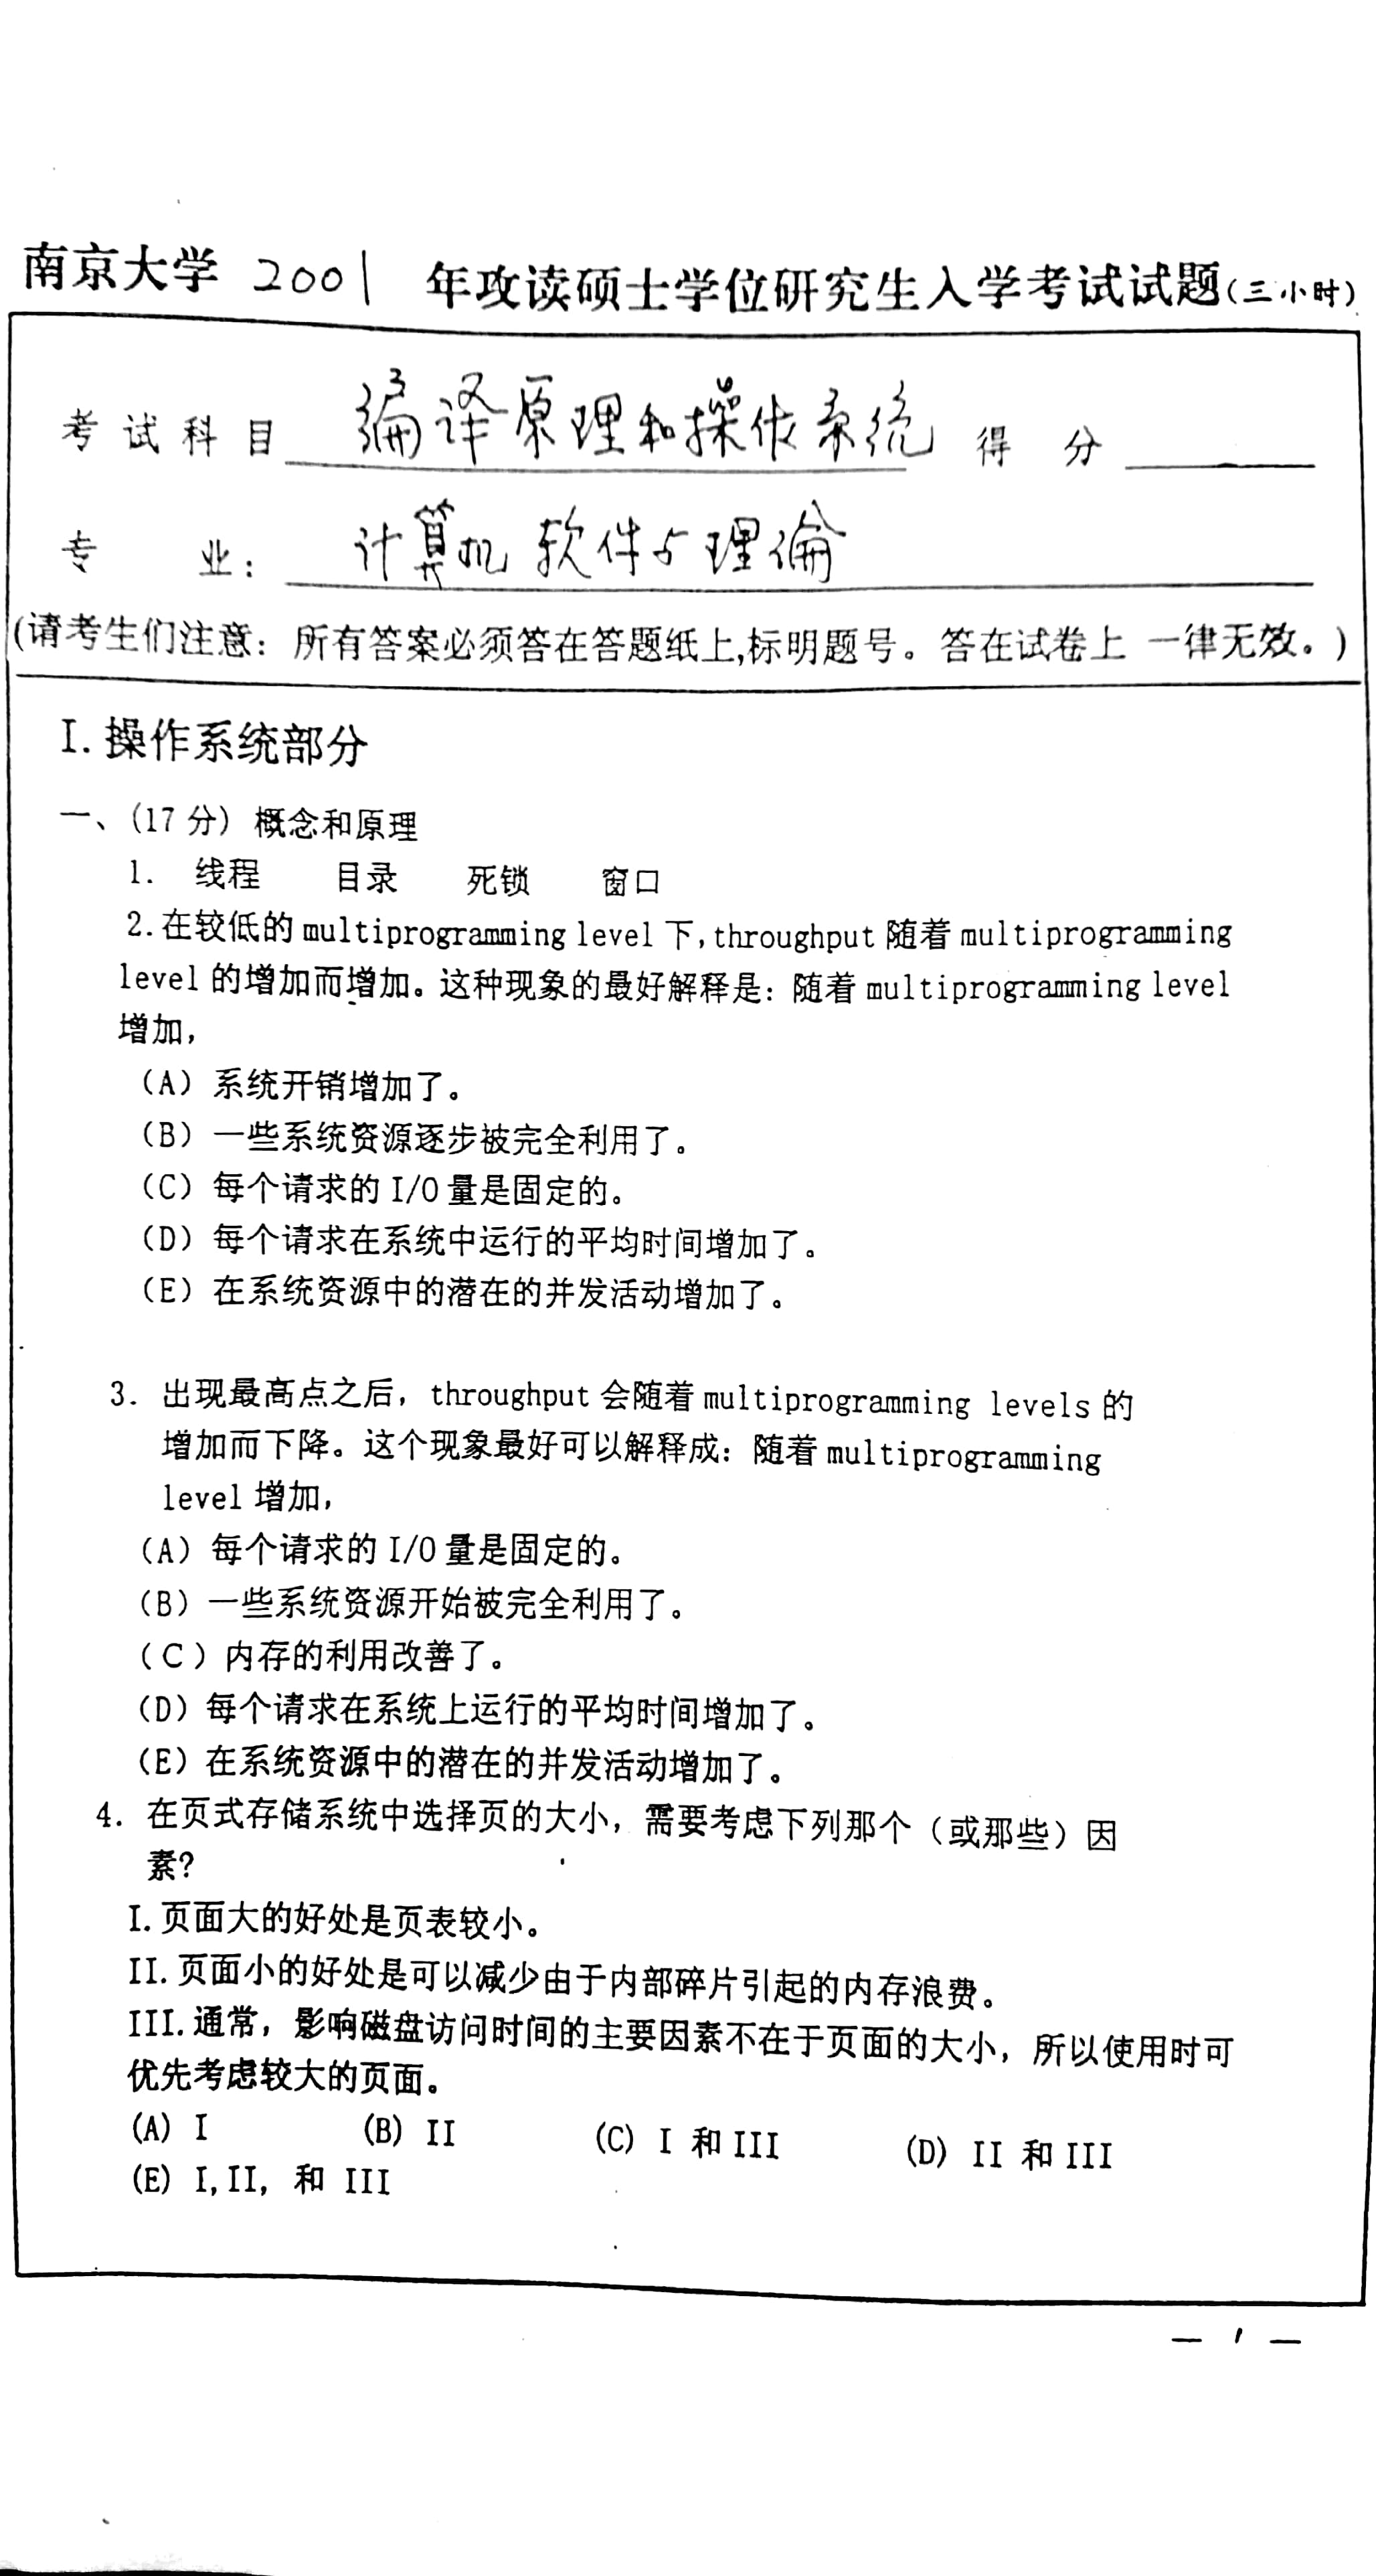 南京大学 2001 年攻读硕士学位研究生入学考试试题(三小时)
考试科目 编译原理和操作系统 得 分
专 业: 计算机软件与理论
(请考生们注意: 所有答案必须答在答题纸上,标明题号。答在试卷上 一律无效。)
I. 操作系统部分
一、(17 分) 概念和原理
1. 线程 目录 死锁 窗口
2. 在较低的 multiprogramming level 下, throughput 随着 multiprogramming
level 的增加而增加。这种现象的最好解释是: 随着 multiprogramming level
增加,
(A) 系统开销增加了。
(B) 一些系统资源逐步被完全利用了。
(C) 每个请求的 I/O 量是固定的。
(D) 每个请求在系统中运行的平均时间增加了。
(E) 在系统资源中的潜在的并发活动增加了。
3. 出现最高点之后, throughput 会随着 multiprogramming levels 的
增加而下降。这个现象最好可以解释成: 随着 multiprogramming
level 增加,
(A) 每个请求的 I/O 量是固定的。
(B) 一些系统资源开始被完全利用了。
(C) 内存的利用改善了。
(D) 每个请求在系统上运行的平均时间增加了。
(E) 在系统资源中的潜在的并发活动增加了。
4. 在页式存储系统中选择页的大小, 需要考虑下列那个 (或那些) 因
素?
I. 页面大的好处是页表较小。
II. 页面小的好处是可以减少由于内部碎片引起的内存浪费。
III. 通常, 影响磁盘访问时间的主要因素不在于页面的大小, 所以使用时可
优先考虑较大的页面。
(A) I (B) II (C) I 和 III (D) II 和 III
(E) I, II, 和 III
— 1 —